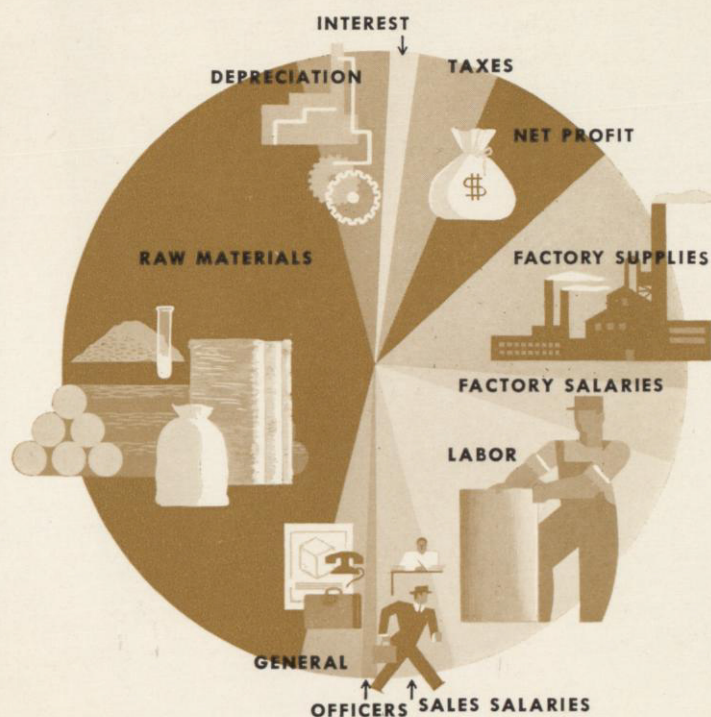 INTEREST
DEPRECIATION
TAXES
NET PROFIT
RAW MATERIALS
FACTORY SUPPLIES
FACTORY SALARIES
LABOR
$
GENERAL
OFFICERS
SALES SALARIES